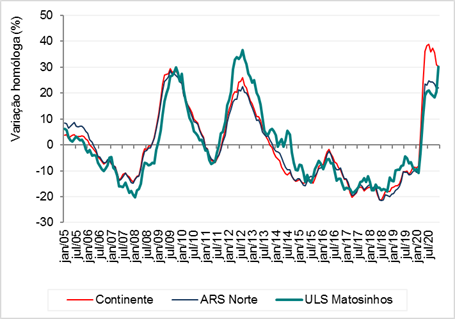 Variação homóloga (%)
50
40
30
20
10
0
-10
-20
-30
jan/05
jul/05
jan/06
jul/06
jan/07
jul/07
jan/08
jul/08
jan/09
jul/09
jan/10
jul/10
jan/11
jul/11
jan/12
jul/12
jan/13
jul/13
jan/14
jul/14
jan/15
jul/15
jan/16
jul/16
jan/17
jul/17
jan/18
jul/18
jan/19
jul/19
jan/20
jul/20
Continente
ARS Norte
ULS Matosinhos